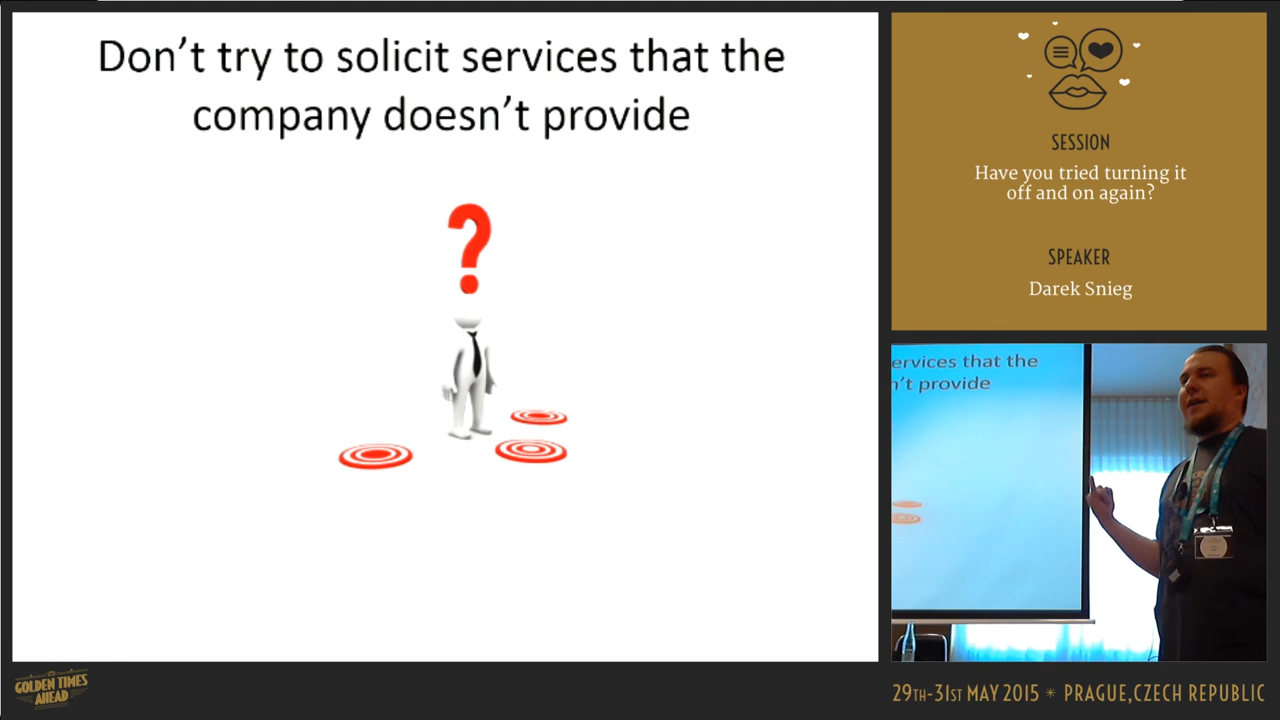 Don't try to solicit services that the
company doesn't provide
?
SESSION
Have you tried turning it
off and on again?
SPEAKER
Darek Snieg
ervices that the
n't provide
GOLDEN TIMES
AHEAD
29TH-31ST MAY 2015 * PRAGUE,CZECH REPUBLIC